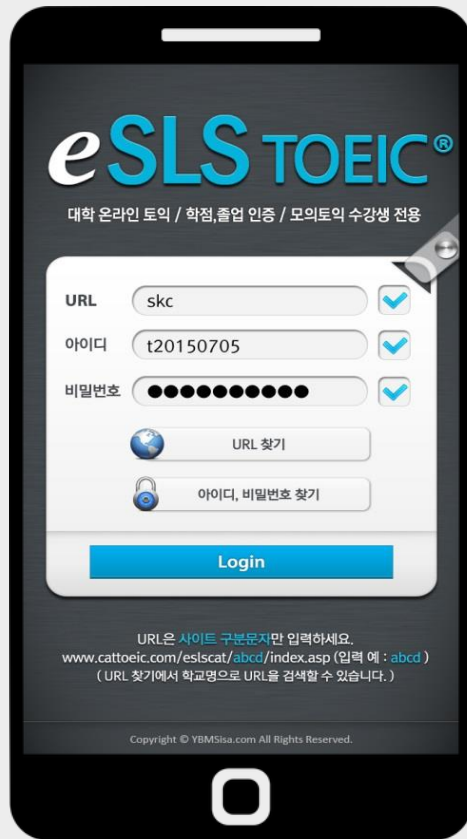 eSLS TOEIC®
대학 온라인 토익 / 학점,졸업 인증 / 모의토익 수강생 전용
URL skc
아이디 t20150705
비밀번호 ●●●●●●●●●●
URL 찾기
아이디, 비밀번호 찾기
Login
URL은 사이트 구분문자만 입력하세요.
www.cattoeic.com/eslscat/abcd/index.asp (입력 예 : abcd )
( URL 찾기에서 학교명으로 URL을 검색할 수 있습니다. )
Copyright © YBMSisa.com All Rights Reserved.